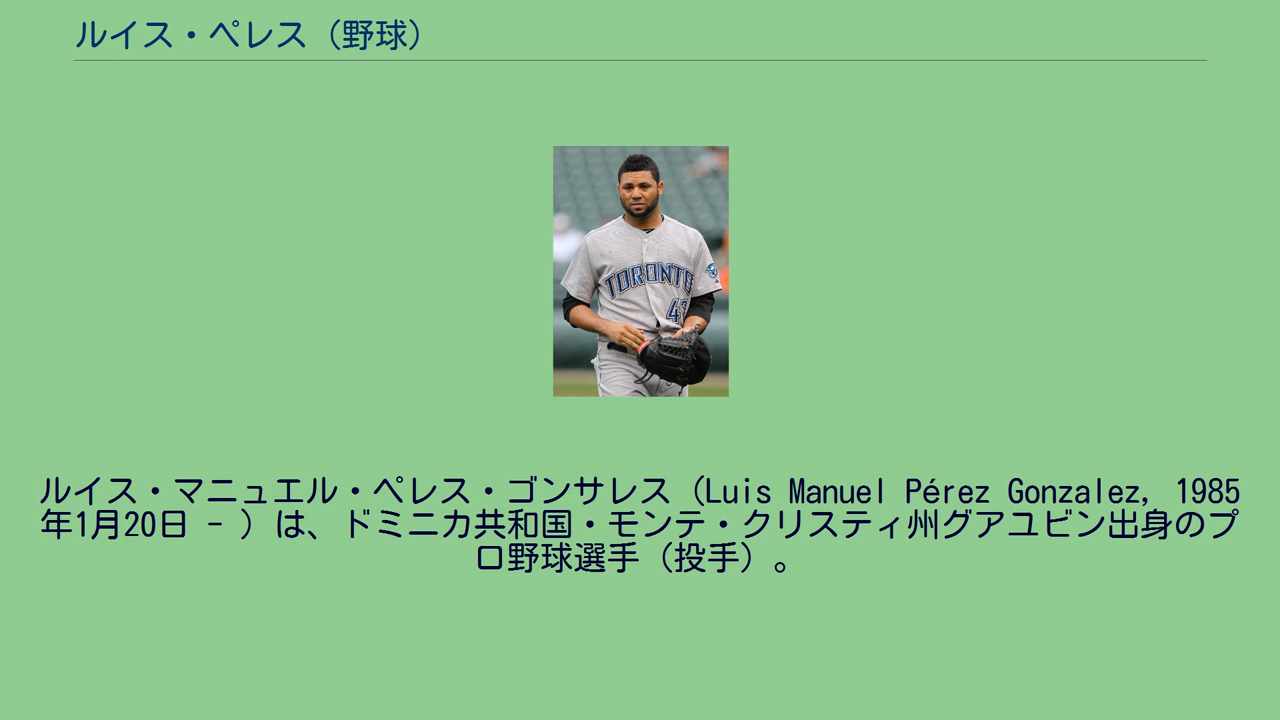 ルイス・ペレス（野球）
TORONTO
ルイス・マニュエル・ペレス・ゴンサレス（Luis Manuel Pérez Gonzalez, 1985
年1月20日 - ）は、ドミニカ共和国・モンテ・クリスティ州グアユビン出身のプ
ロ野球選手（投手）。